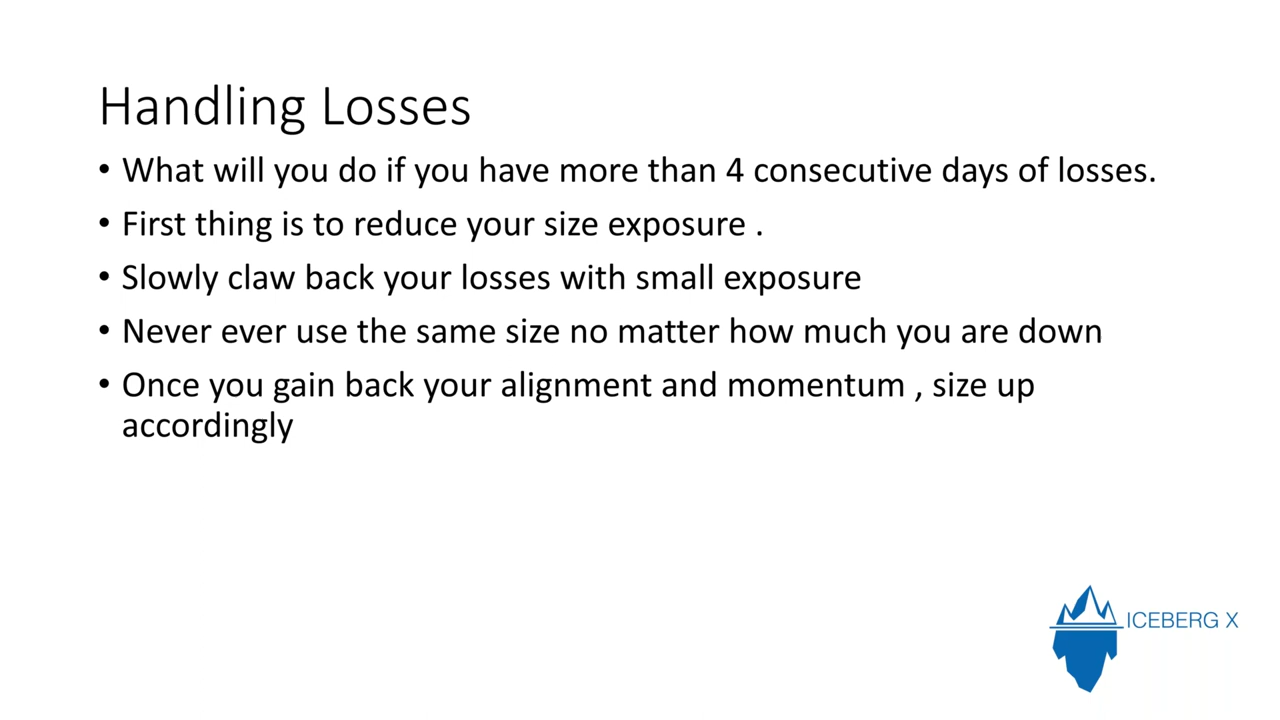 Handling Losses
• What will you do if you have more than 4 consecutive days of losses.
• First thing is to reduce your size exposure .
• Slowly claw back your losses with small exposure
• Never ever use the same size no matter how much you are down
• Once you gain back your alignment and momentum , size up
accordingly
ICEBERG X